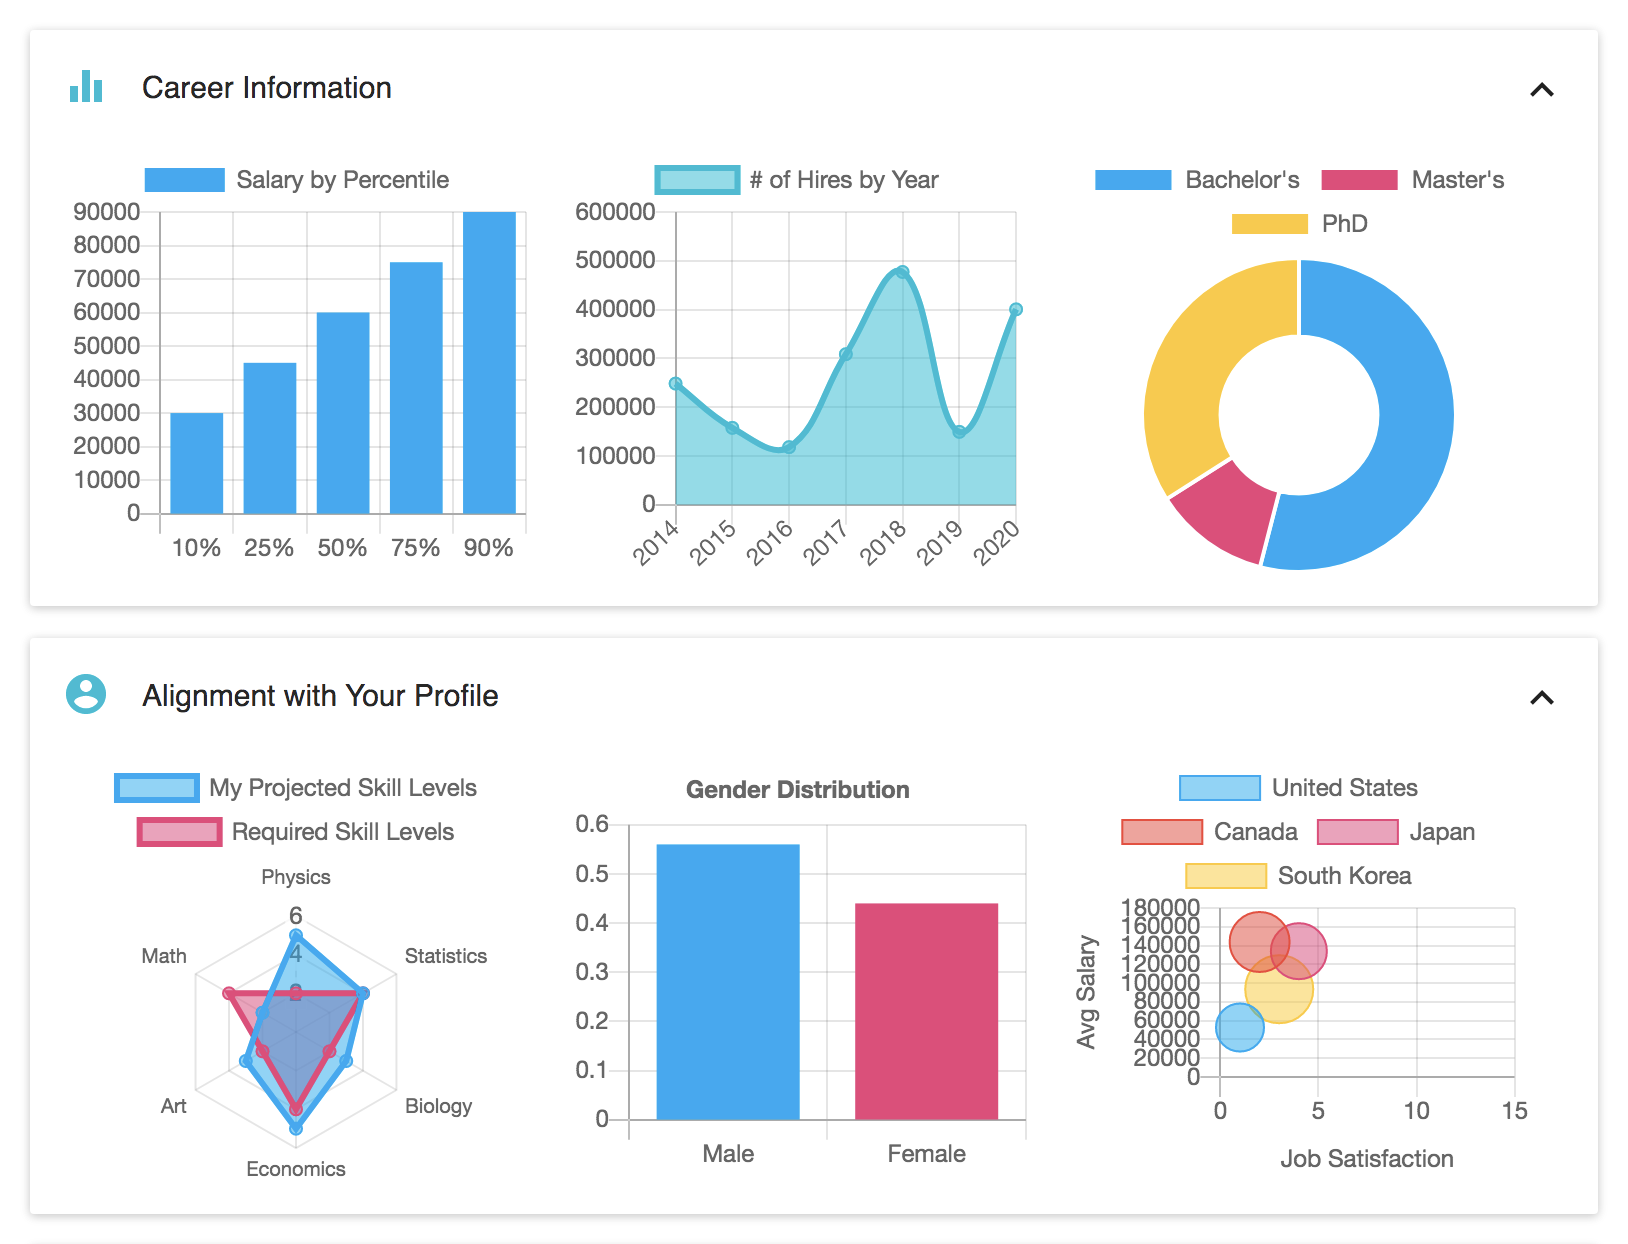 Career Information
Salary by Percentile
90000
80000
70000
60000
50000
40000
30000
20000
10000
0
10% 25% 50% 75% 90%
# of Hires by Year
600000
500000
400000
300000
200000
100000
0
2014 2015 2016 2017 2018 2019 2020
Bachelor's Master's
PhD
Alignment with Your Profile
My Projected Skill Levels
Required Skill Levels
Physics
6
Math 4 Statistics
2
Art Biology
Economics
Gender Distribution
0.6
0.5
0.4
0.3
0.2
0.1
0
Male Female
United States
Canada Japan
South Korea
Avg Salary
180000
160000
140000
120000
100000
80000
60000
40000
20000
0
0 5 10 15
Job Satisfaction